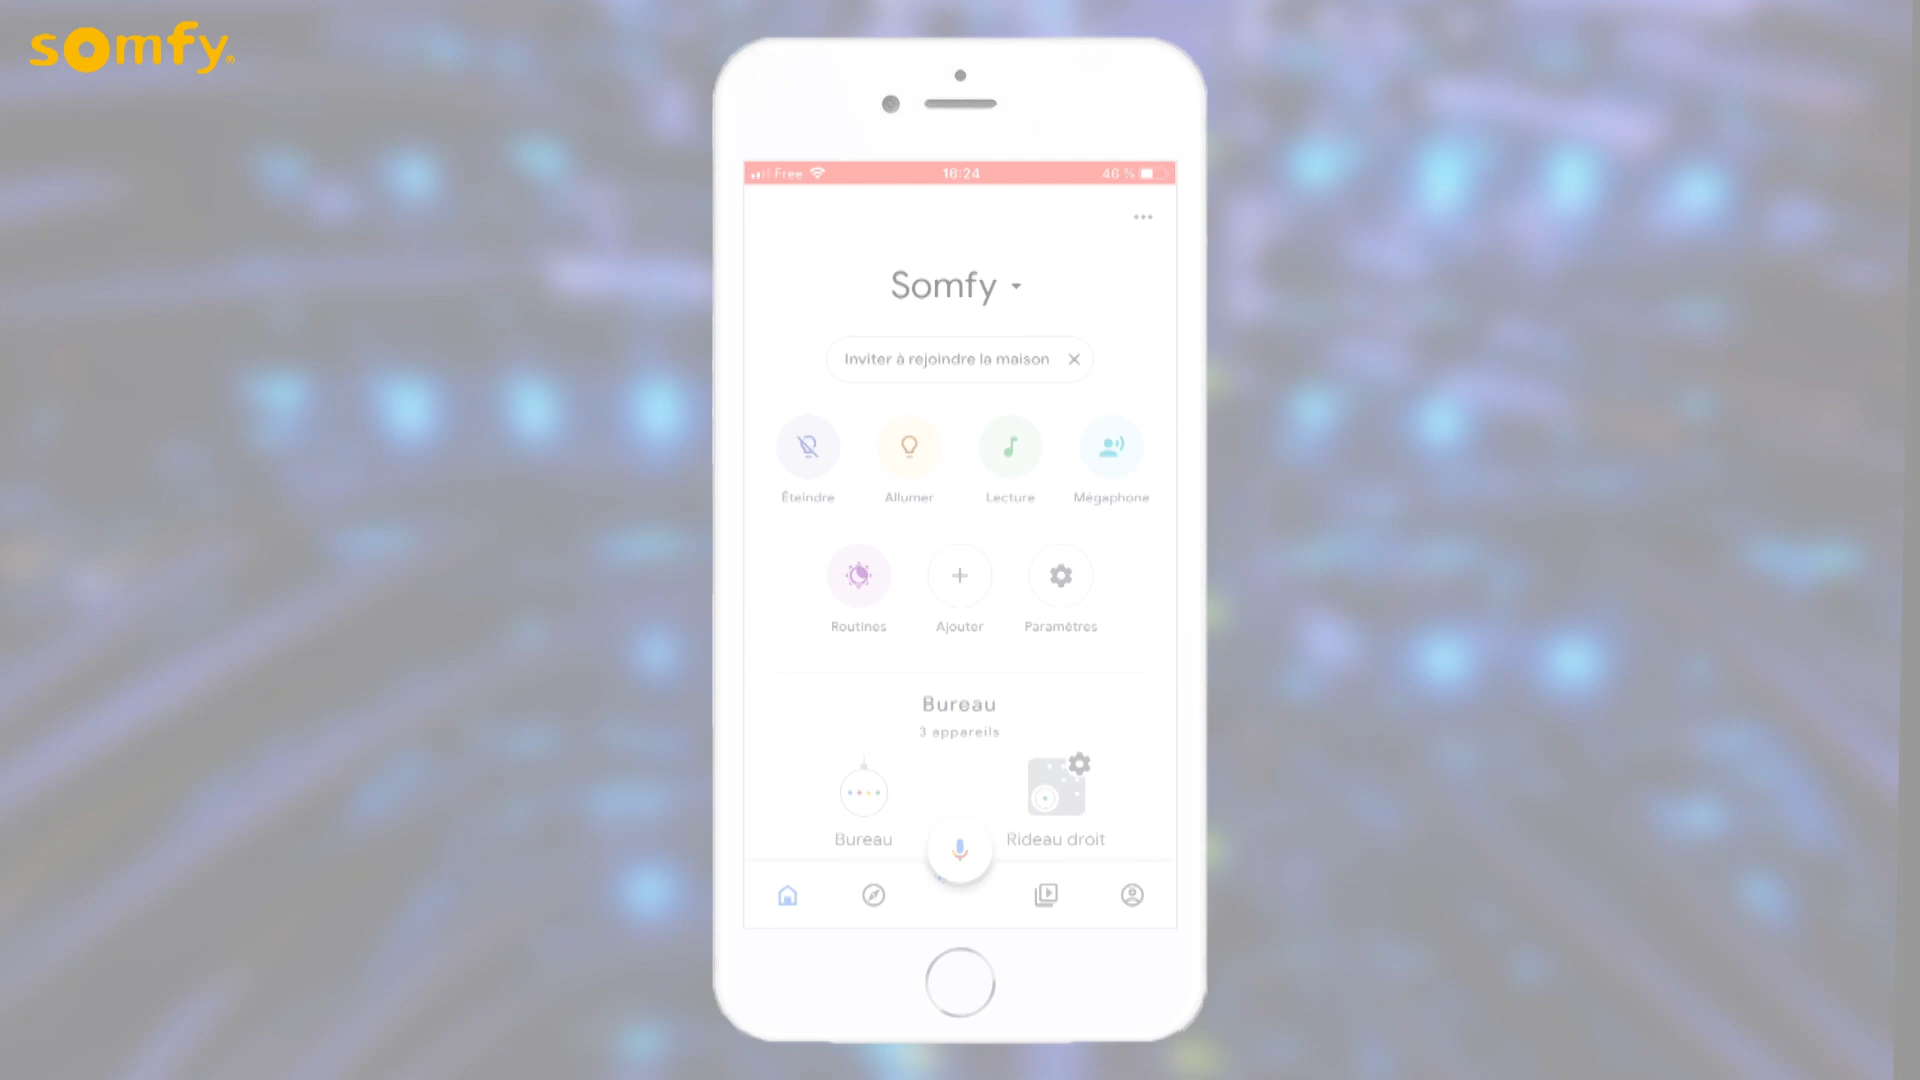 somfy
Free 16:24 46 %
Somfy
Inviter à rejoindre la maison
Éteindre Allumer Lecture Mégaphone
Routines Ajouter Paramètres
Bureau
3 appareils
Bureau Rideau droit